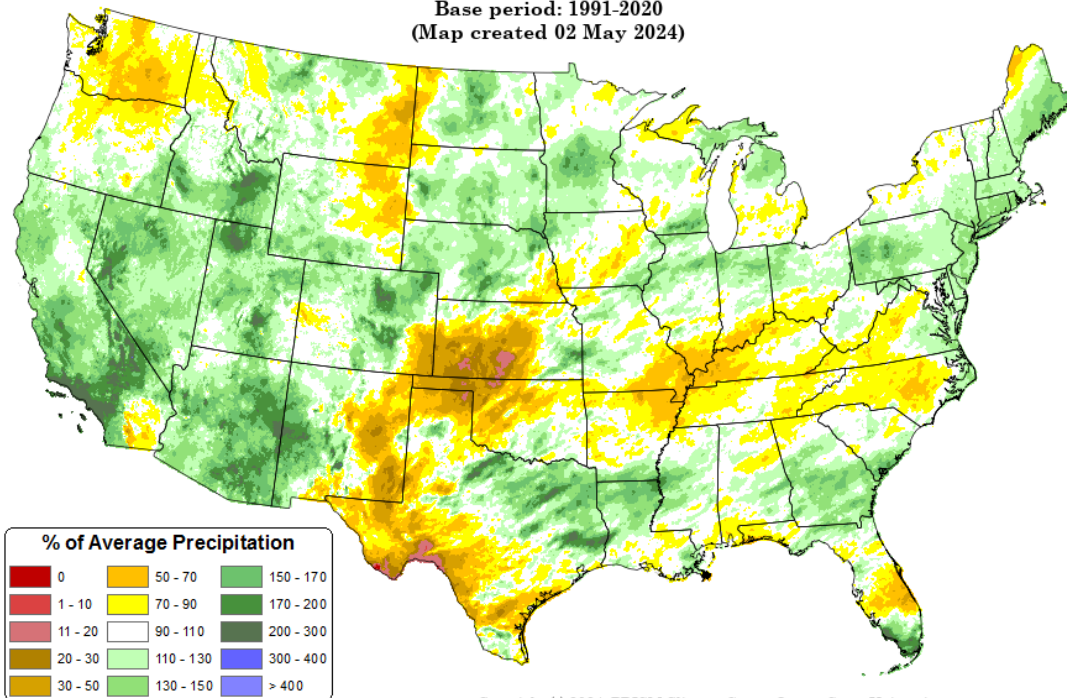 Base period: 1991-2020
(Map created 02 May 2024)
% of Average Precipitation
0
50 - 70
150 - 170
1 - 10
70 - 90
170 - 200
11 - 20
90 - 110
200 - 300
20 - 30
110 - 130
300 - 400
30 - 50
130 - 150
> 400